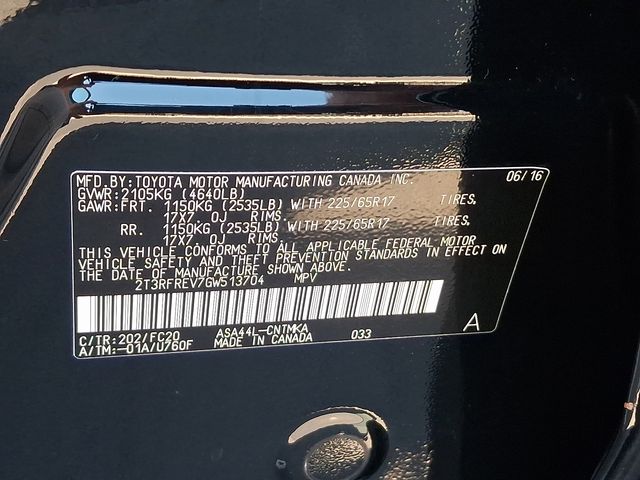 MFD.BY:TOYOTA MOTOR MANUFACTURING CANADA INC. 06/16
GVWR:2105KG (4640LB)
GAWR:FRT. 1150KG (2535LB) WITH 225/65R17 TIRES,
17X7 0J RIMS.
RR. 1150KG (2535LB) WITH 225/65R17 TIRES,
17X7 0J RIMS.
THIS VEHICLE CONFORMS TO ALL APPLICABLE FEDERAL MOTOR
VEHICLE SAFETY AND THEFT PREVENTION STANDARDS IN EFFECT ON
THE DATE OF MANUFACTURE SHOWN ABOVE.
2T3RFREV7GW513704 MPV
C/TR:202/FC20 ASA44L-CNTMKA 033
A/TM:-01A/U760F MADE IN CANADA A